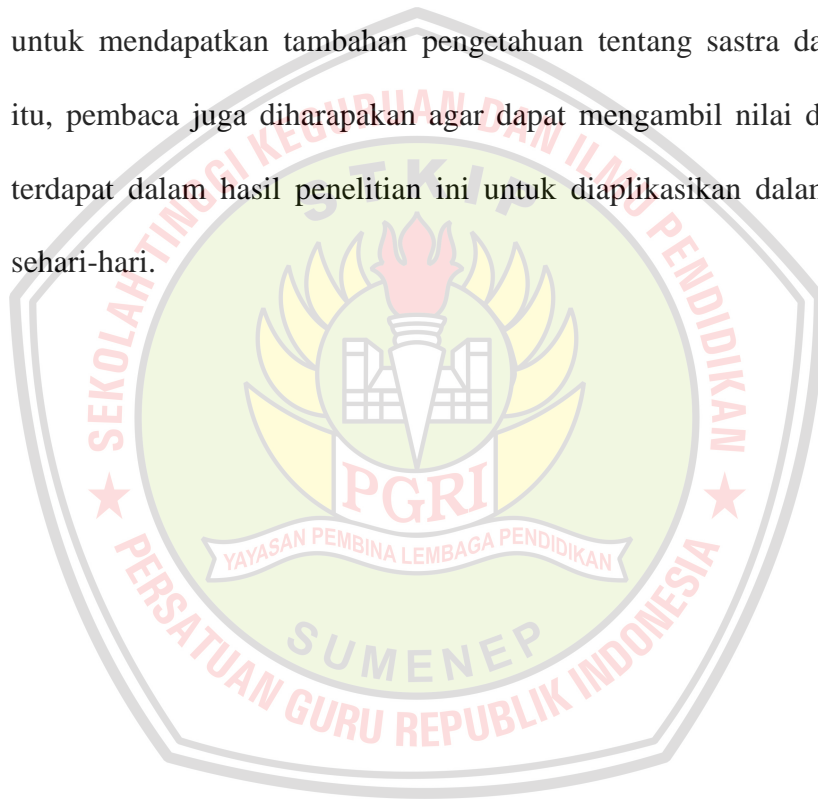 untuk mendapatkan tambahan pengetahuan tentang sastra da
itu, pembaca juga diharapakan agar dapat mengambil nilai d
terdapat dalam hasil penelitian ini untuk diaplikasikan dalam
sehari-hari.
SEKOLAH TINGGI KEGURUAN DAN ILMU PENDIDIKAN
STKIP
PGRI
YAYASAN PEMBINA LEMBAGA PENDIDIKAN
SUMENEP
PERSATUAN GURU REPUBLIK INDONESIA